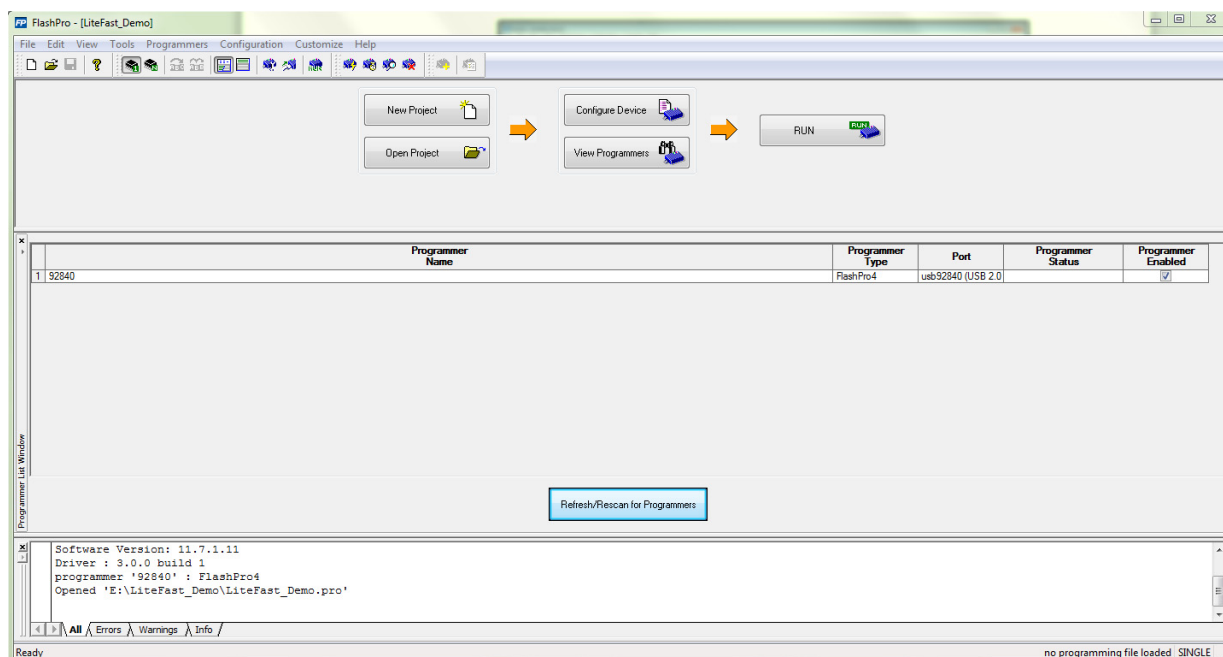 FP FlashPro - [LiteFast_Demo]
File Edit View Tools Programmers Configuration Customize Help
New Project
Configure Device
RUN
RUN
Open Project
View Programmers
Programmer Name
Programmer Type
Port
Programmer Status
Programmer Enabled
1 92840 FlashPro4 usb92840 (USB 2.0
Programmer List Window
Refresh/Rescan for Programmers
Software Version: 11.7.1.11
Driver : 3.0.0 build 1
programmer '92840' : FlashPro4
Opened 'E:\LiteFast_Demo\LiteFast_Demo.pro'
All Errors Warnings Info
Ready no programming file loaded SINGLE